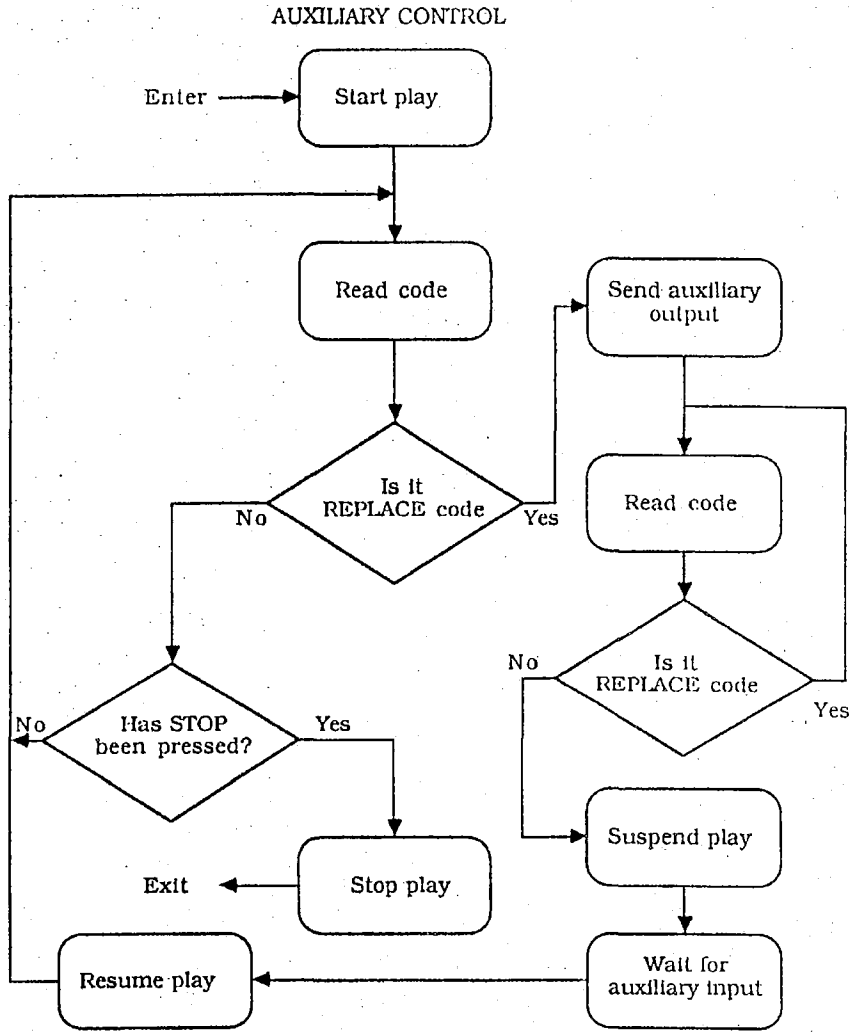 AUXILIARY CONTROL
Enter
Start play
Read code
Send auxiliary
output
Is it
REPLACE code
No
Yes
Read code
Is it
REPLACE code
No
Yes
Has STOP
been pressed?
No
Yes
Suspend play
Exit
Stop play
Resume play
Wait for
auxiliary input